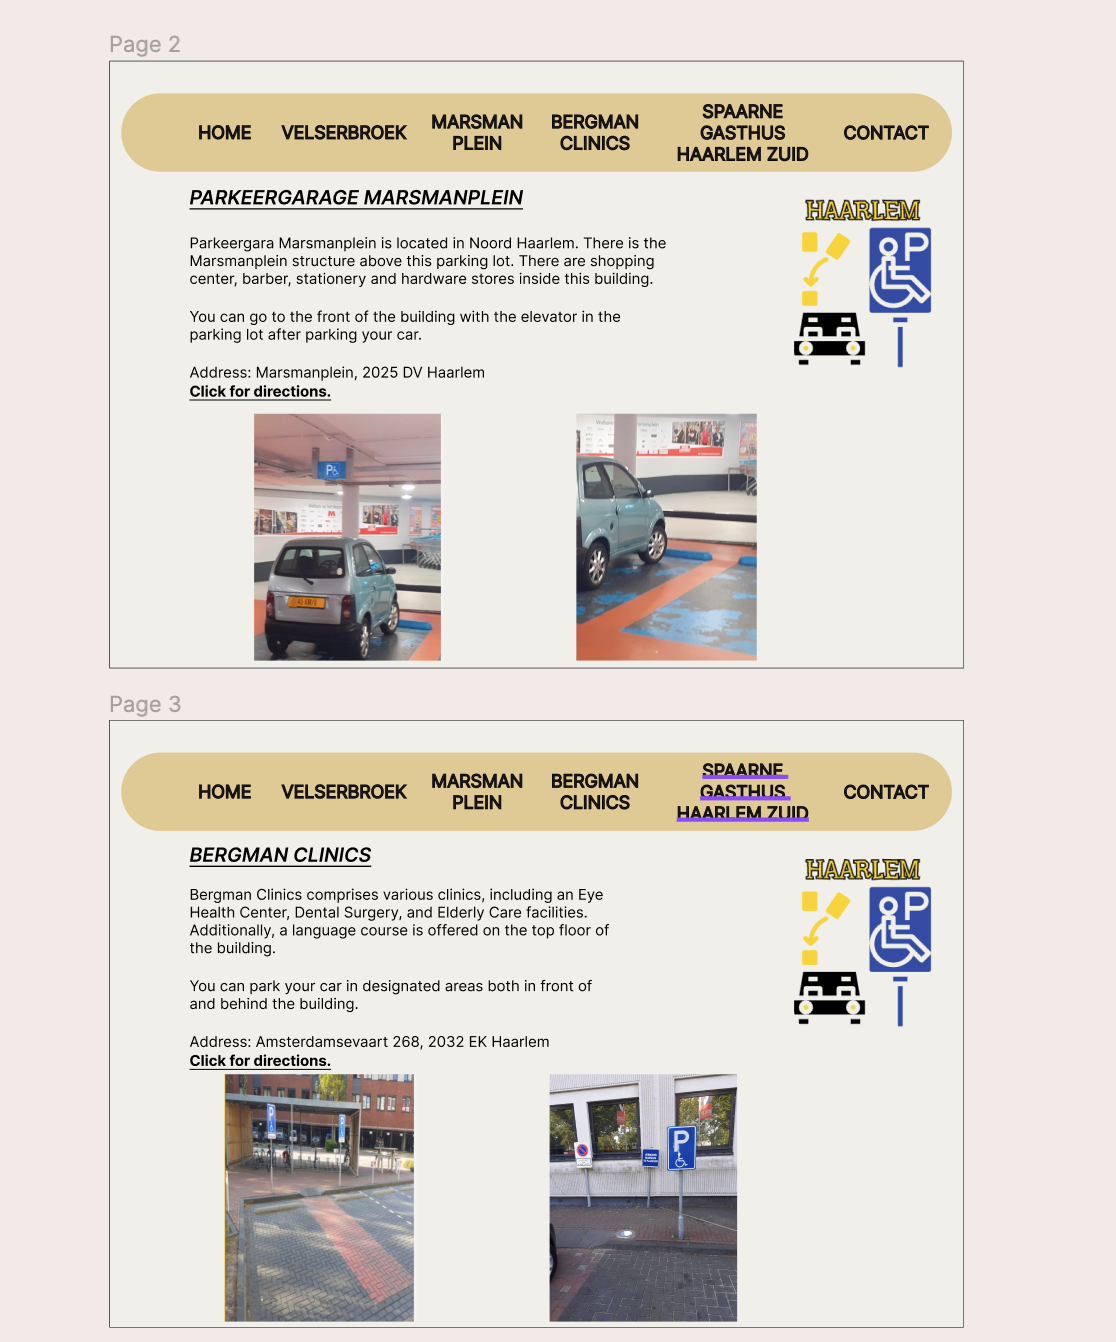 Page 2
HOME VELSERBROEK MARSMAN PLEIN BERGMAN CLINICS SPAARNE GASTHUS HAARLEM ZUID CONTACT
PARKEERGARAGE MARSMANPLEIN
HAARLEM
P
Parkeergara Marsmanplein is located in Noord Haarlem. There is the
Marsmanplein structure above this parking lot. There are shopping
center, barber, stationery and hardware stores inside this building.
You can go to the front of the building with the elevator in the
parking lot after parking your car.
Address: Marsmanplein, 2025 DV Haarlem
Click for directions.
P
Page 3
HOME VELSERBROEK MARSMAN PLEIN BERGMAN CLINICS SPAARNE GASTHUS HAARLEM ZUID CONTACT
BERGMAN CLINICS
HAARLEM
P
Bergman Clinics comprises various clinics, including an Eye
Health Center, Dental Surgery, and Elderly Care facilities.
Additionally, a language course is offered on the top floor of
the building.
You can park your car in designated areas both in front of
and behind the building.
Address: Amsterdamsevaart 268, 2032 EK Haarlem
Click for directions.
P
P